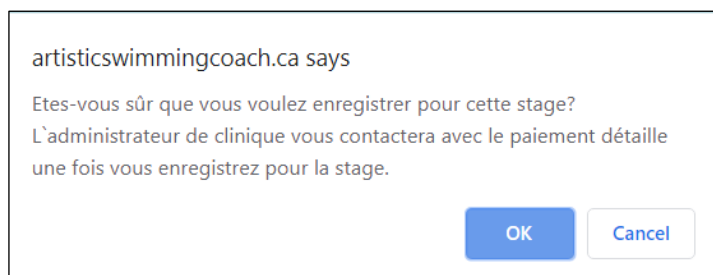 artisticswimmingcoach.ca says
Etes-vous sûr que vous voulez enregistrer pour cette stage?
L`administrateur de clinique vous contactera avec le paiement détaille
une fois vous enregistrez pour la stage.
OK
Cancel